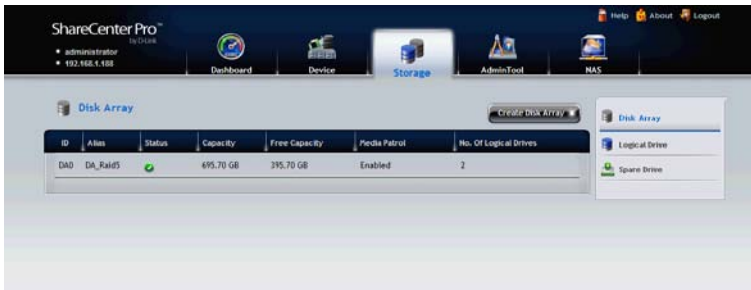 ShareCenter Pro™
by D-Link
• administrator
• 192.168.1.188
Help About Logout
Dashboard Device Storage AdminTool NAS
Disk Array
Create Disk Array
ID Alias Status Capacity Free Capacity Media Patrol No. Of Logical Drives
DA0 DA_Raid5 695.70 GB 395.70 GB Enabled 2
Disk Array
Logical Drive
Spare Drive